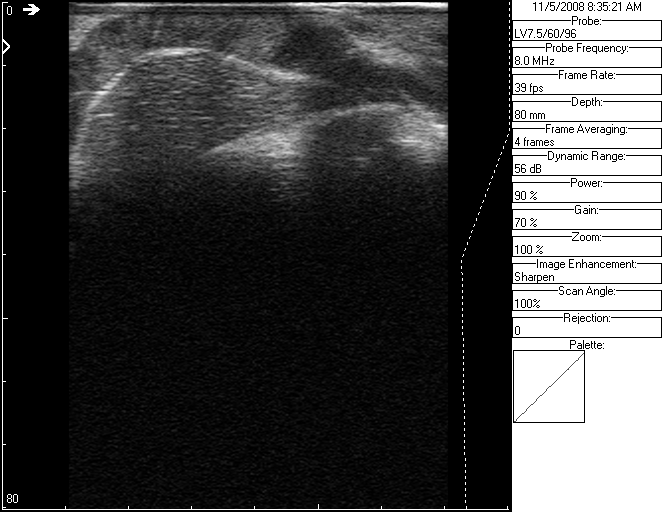 0
80
11/5/2008 8:35:21 AM
Probe:
LV7.5/60/96
Probe Frequency:
8.0 MHz
Frame Rate:
39 fps
Depth:
80 mm
Frame Averaging:
4 frames
Dynamic Range:
56 dB
Power:
90 %
Gain:
70 %
Zoom:
100 %
Image Enhancement:
Sharpen
Scan Angle:
100%
Rejection:
0
Palette: